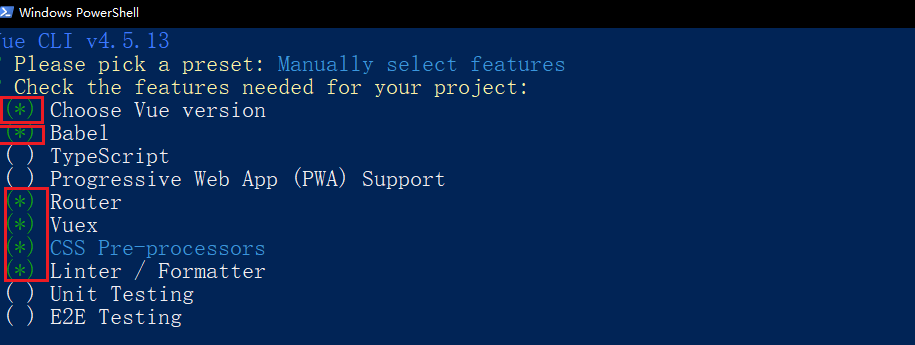 Windows PowerShell
Vue CLI v4.5.13
? Please pick a preset: Manually select features
? Check the features needed for your project:
(*) Choose Vue version
(*) Babel
( ) TypeScript
( ) Progressive Web App (PWA) Support
(*) Router
(*) Vuex
(*) CSS Pre-processors
(*) Linter / Formatter
( ) Unit Testing
( ) E2E Testing